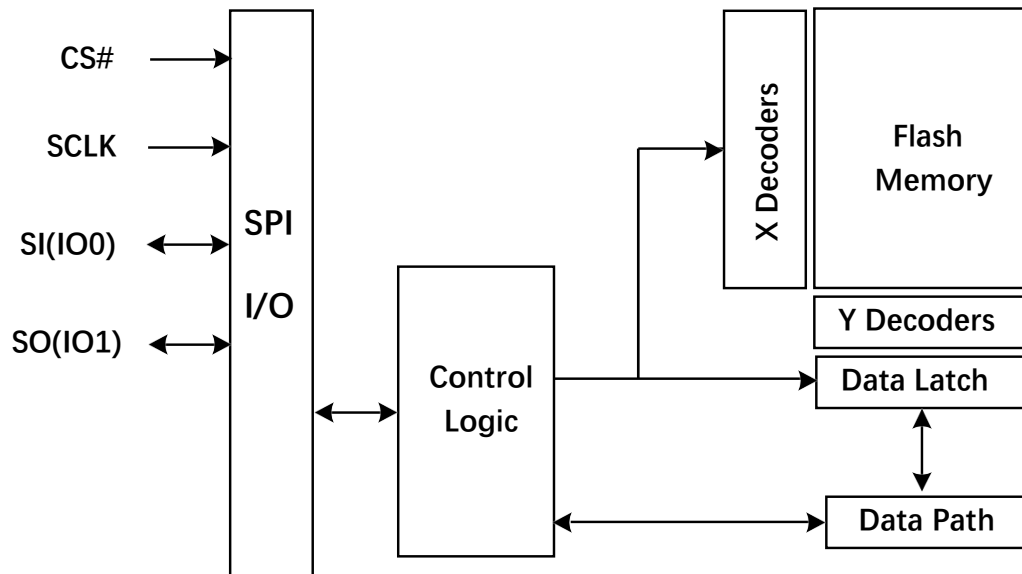 CS#
SCLK
SI(IO0)
SO(IO1)
SPI
I/O
Control
Logic
X Decoders
Flash
Memory
Y Decoders
Data Latch
Data Path